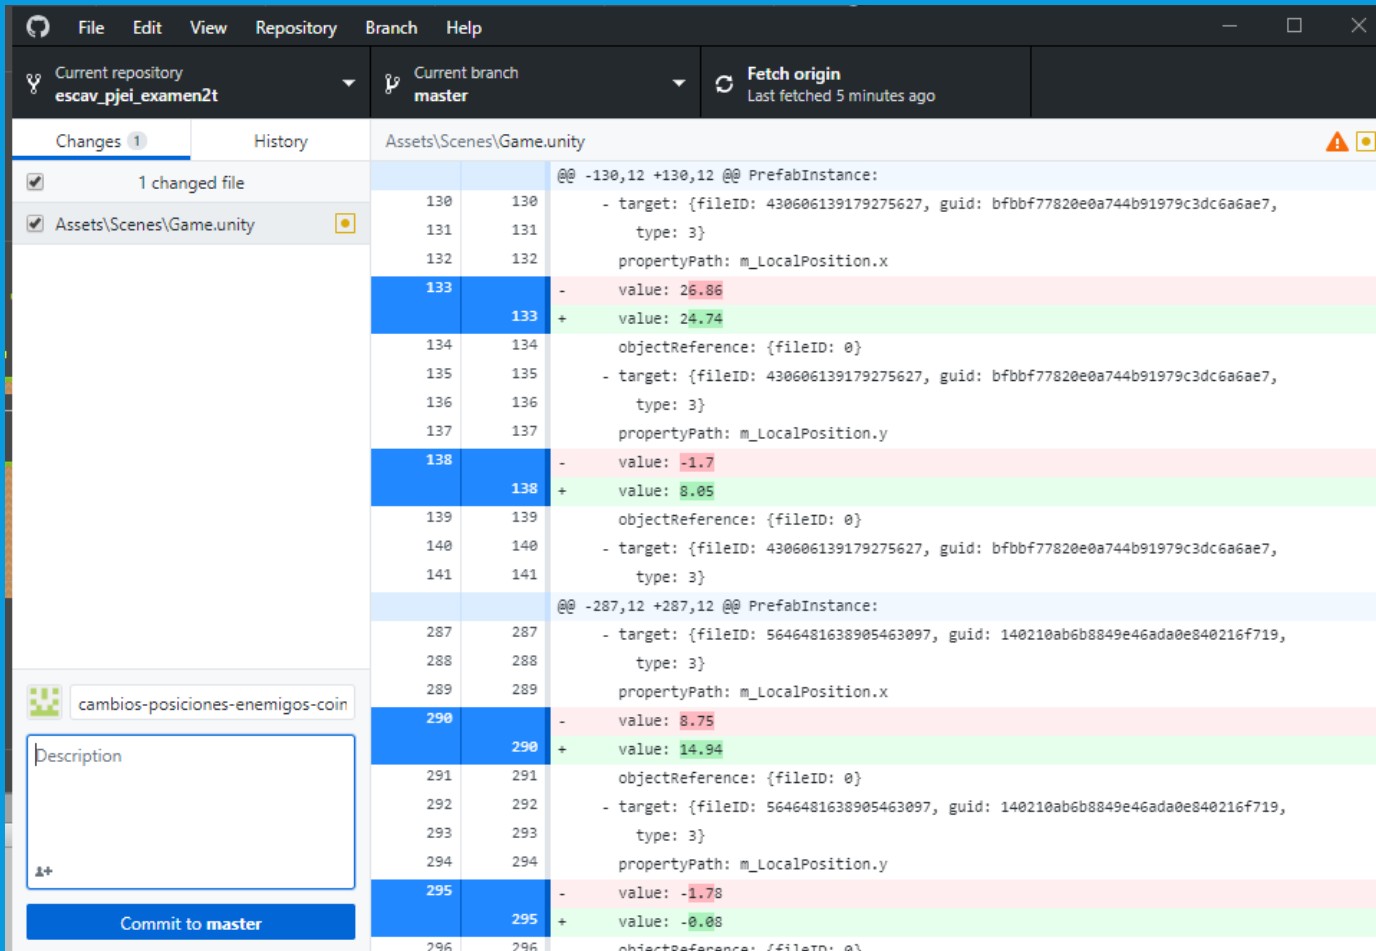 File Edit View Repository Branch Help
Current repository
escav_pjei_examen2t
Current branch
master
Fetch origin
Last fetched 5 minutes ago
Changes 1
History
1 changed file
Assets\Scenes\Game.unity
cambios-posiciones-enemigos-coin
Description
Commit to master
Assets\Scenes\Game.unity
@@ -130,12 +130,12 @@ PrefabInstance:
130 130 - target: {fileID: 430606139179275627, guid: bfbbf77820e0a744b91979c3dc6a6ae7,
131 131 type: 3}
132 132 propertyPath: m_LocalPosition.x
133 - value: 26.86
133 + value: 24.74
134 134 objectReference: {fileID: 0}
135 135 - target: {fileID: 430606139179275627, guid: bfbbf77820e0a744b91979c3dc6a6ae7,
136 136 type: 3}
137 137 propertyPath: m_LocalPosition.y
138 - value: -1.7
138 + value: 8.05
139 139 objectReference: {fileID: 0}
140 140 - target: {fileID: 430606139179275627, guid: bfbbf77820e0a744b91979c3dc6a6ae7,
141 141 type: 3}
@@ -287,12 +287,12 @@ PrefabInstance:
287 287 - target: {fileID: 5646481638905463097, guid: 140210ab6b8849e46ada0e840216f719,
288 288 type: 3}
289 289 propertyPath: m_LocalPosition.x
290 - value: 8.75
290 + value: 14.94
291 291 objectReference: {fileID: 0}
292 292 - target: {fileID: 5646481638905463097, guid: 140210ab6b8849e46ada0e840216f719,
293 293 type: 3}
294 294 propertyPath: m_LocalPosition.y
295 - value: -1.78
295 + value: -0.08
296 296 objectReference: {fileID: 0}